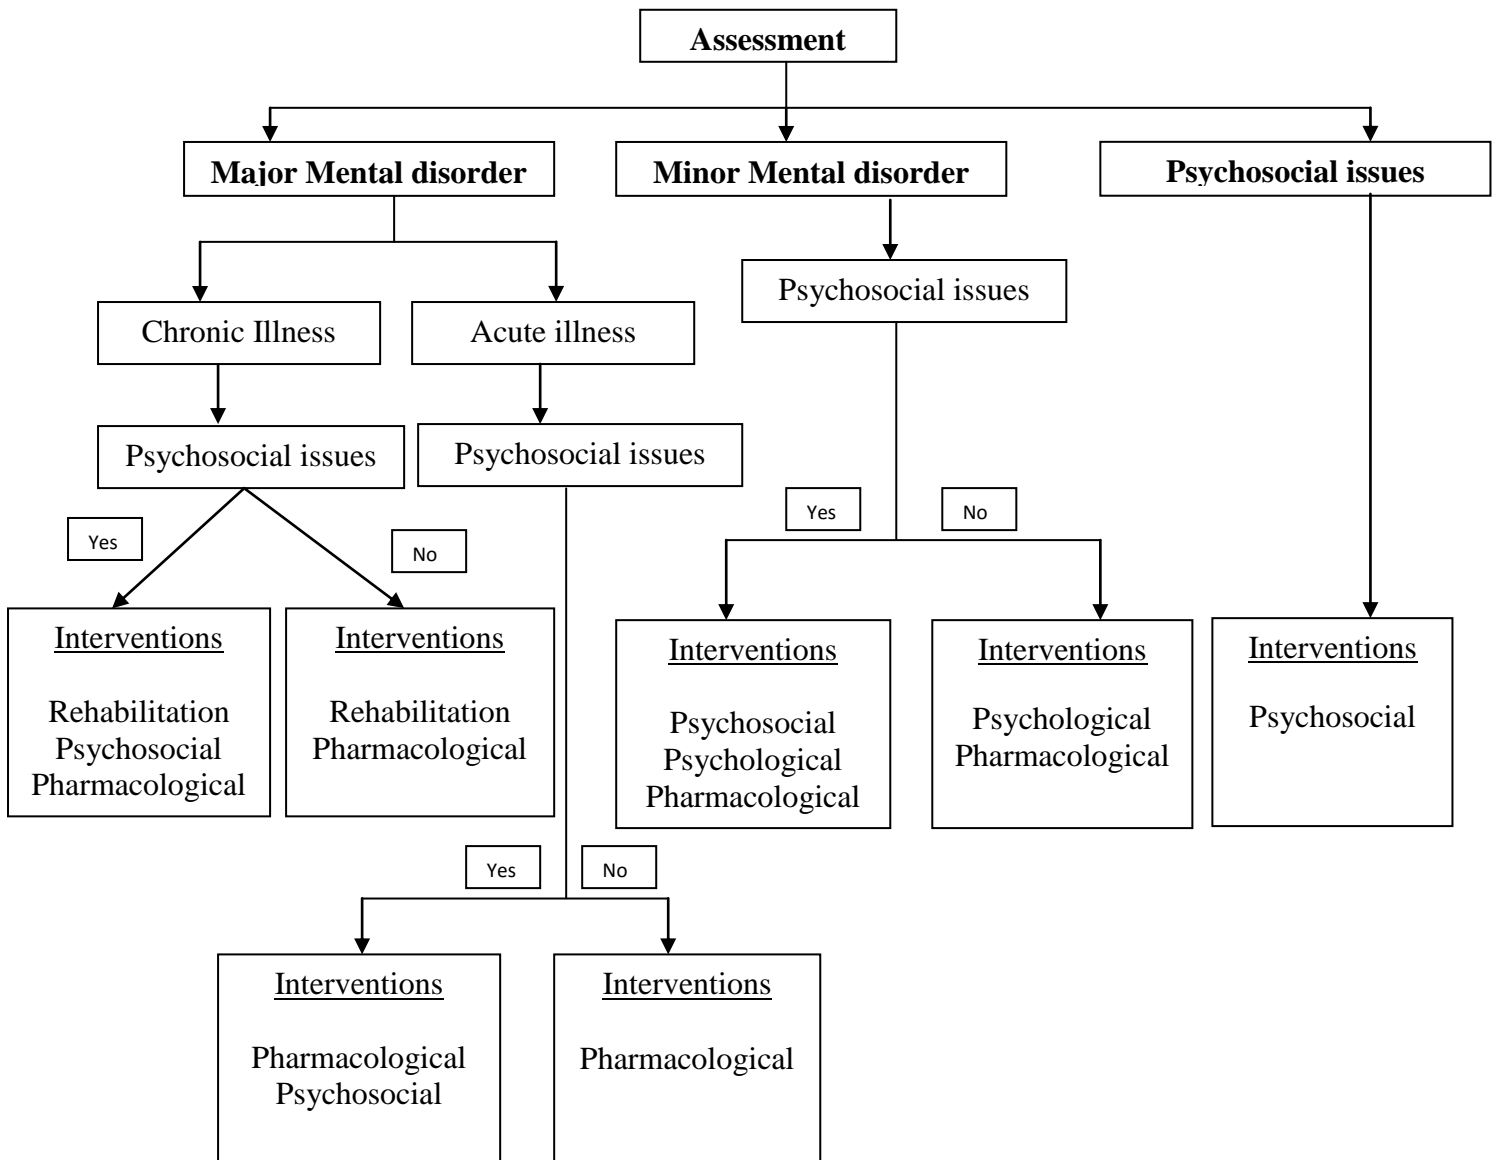 Assessment
Major Mental disorder
Minor Mental disorder
Psychosocial issues
Psychosocial issues
Chronic Illness
Acute illness
Psychosocial issues
Psychosocial issues
Yes
No
Yes
No
Interventions
Rehabilitation
Psychosocial
Pharmacological
Interventions
Rehabilitation
Pharmacological
Interventions
Psychosocial
Psychological
Pharmacological
Interventions
Psychological
Pharmacological
Interventions
Psychosocial
Yes
No
Interventions
Pharmacological
Psychosocial
Interventions
Pharmacological